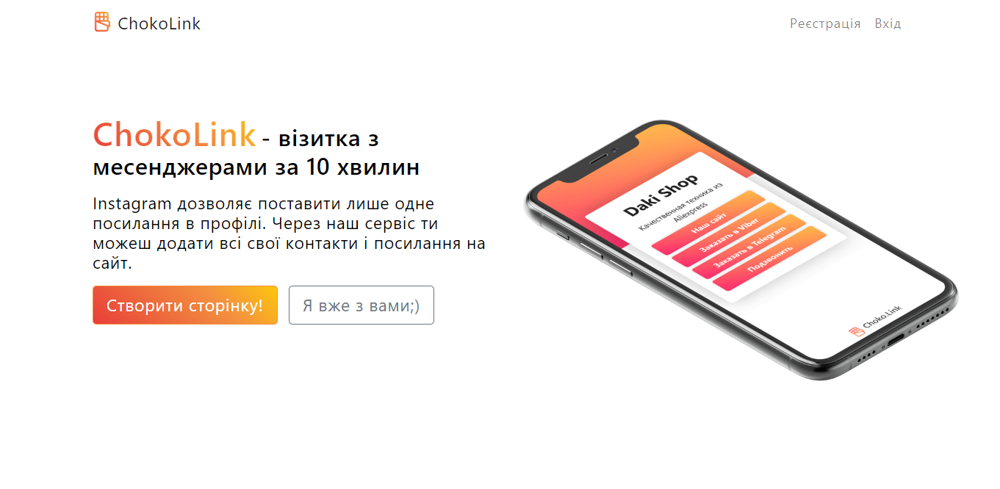 ChokoLink
Реєстрація Вхід
ChokoLink - візитка з
месенджерами за 10 хвилин
Instagram дозволяє поставити лише одне
посилання в профілі. Через наш сервіс ти
можеш додати всі свої контакти і посилання на
сайт.
Створити сторінку! Я вже з вами;)
Daki Shop
Качественная техника из
Aliexpress
Наш сайт
Заказать в Viber
Заказать в Telegram
Подзвонить
Choko.Link